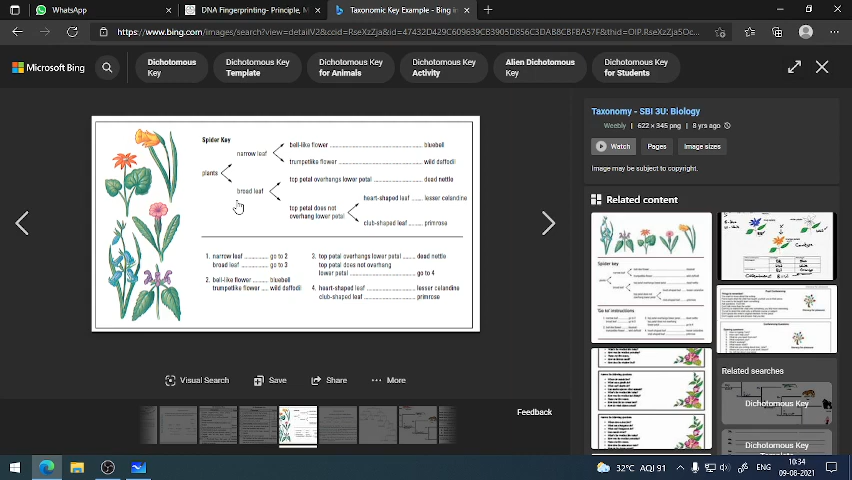 WhatsApp
DNA Fingerprinting- Principle, M
Taxonomic Key Example - Bing i
https://www.bing.com/images/search?view=detailV2&ccid=RseXzZja&id=47432D429C609639CB3905D856C3DAB8CBFBA57F&thid=OIP.RseXzZja5Oc...
Microsoft Bing
Dichotomous Key
Dichotomous Key Template
Dichotomous Key for Animals
Dichotomous Key Activity
Alien Dichotomous Key
Dichotomous Key for Students
Spider Key
plants
narrow leaf
broad leaf
bell-like flower ........ bluebell
trumpetlike flower ........ wild daffodil
top petal overhangs lower petal ........ dead nettle
top petal does not
overhang lower petal
heart-shaped leaf ...... lesser celandine
club-shaped leaf ...... primrose
1. narrow leaf ........ go to 2
broad leaf ........ go to 3
2. bell-like flower ........ bluebell
trumpetlike flower .... wild daffodil
3. top petal overhangs lower petal ...... dead nettle
top petal does not overhang
lower petal ........ go to 4
4. heart-shaped leaf ........ lesser celandine
club-shaped leaf ........ primrose
Visual Search
Save
Share
More
Feedback
Taxonomy - SBI 3U: Biology
Weebly
622 × 345 png
8 yrs ago
Watch
Pages
Image sizes
Image may be subject to copyright.
Related content
Spider key
Related searches
Dichotomous Key
Dichotomous Key
Template
32°C AQI 91
ENG
10:34
09-08-2021